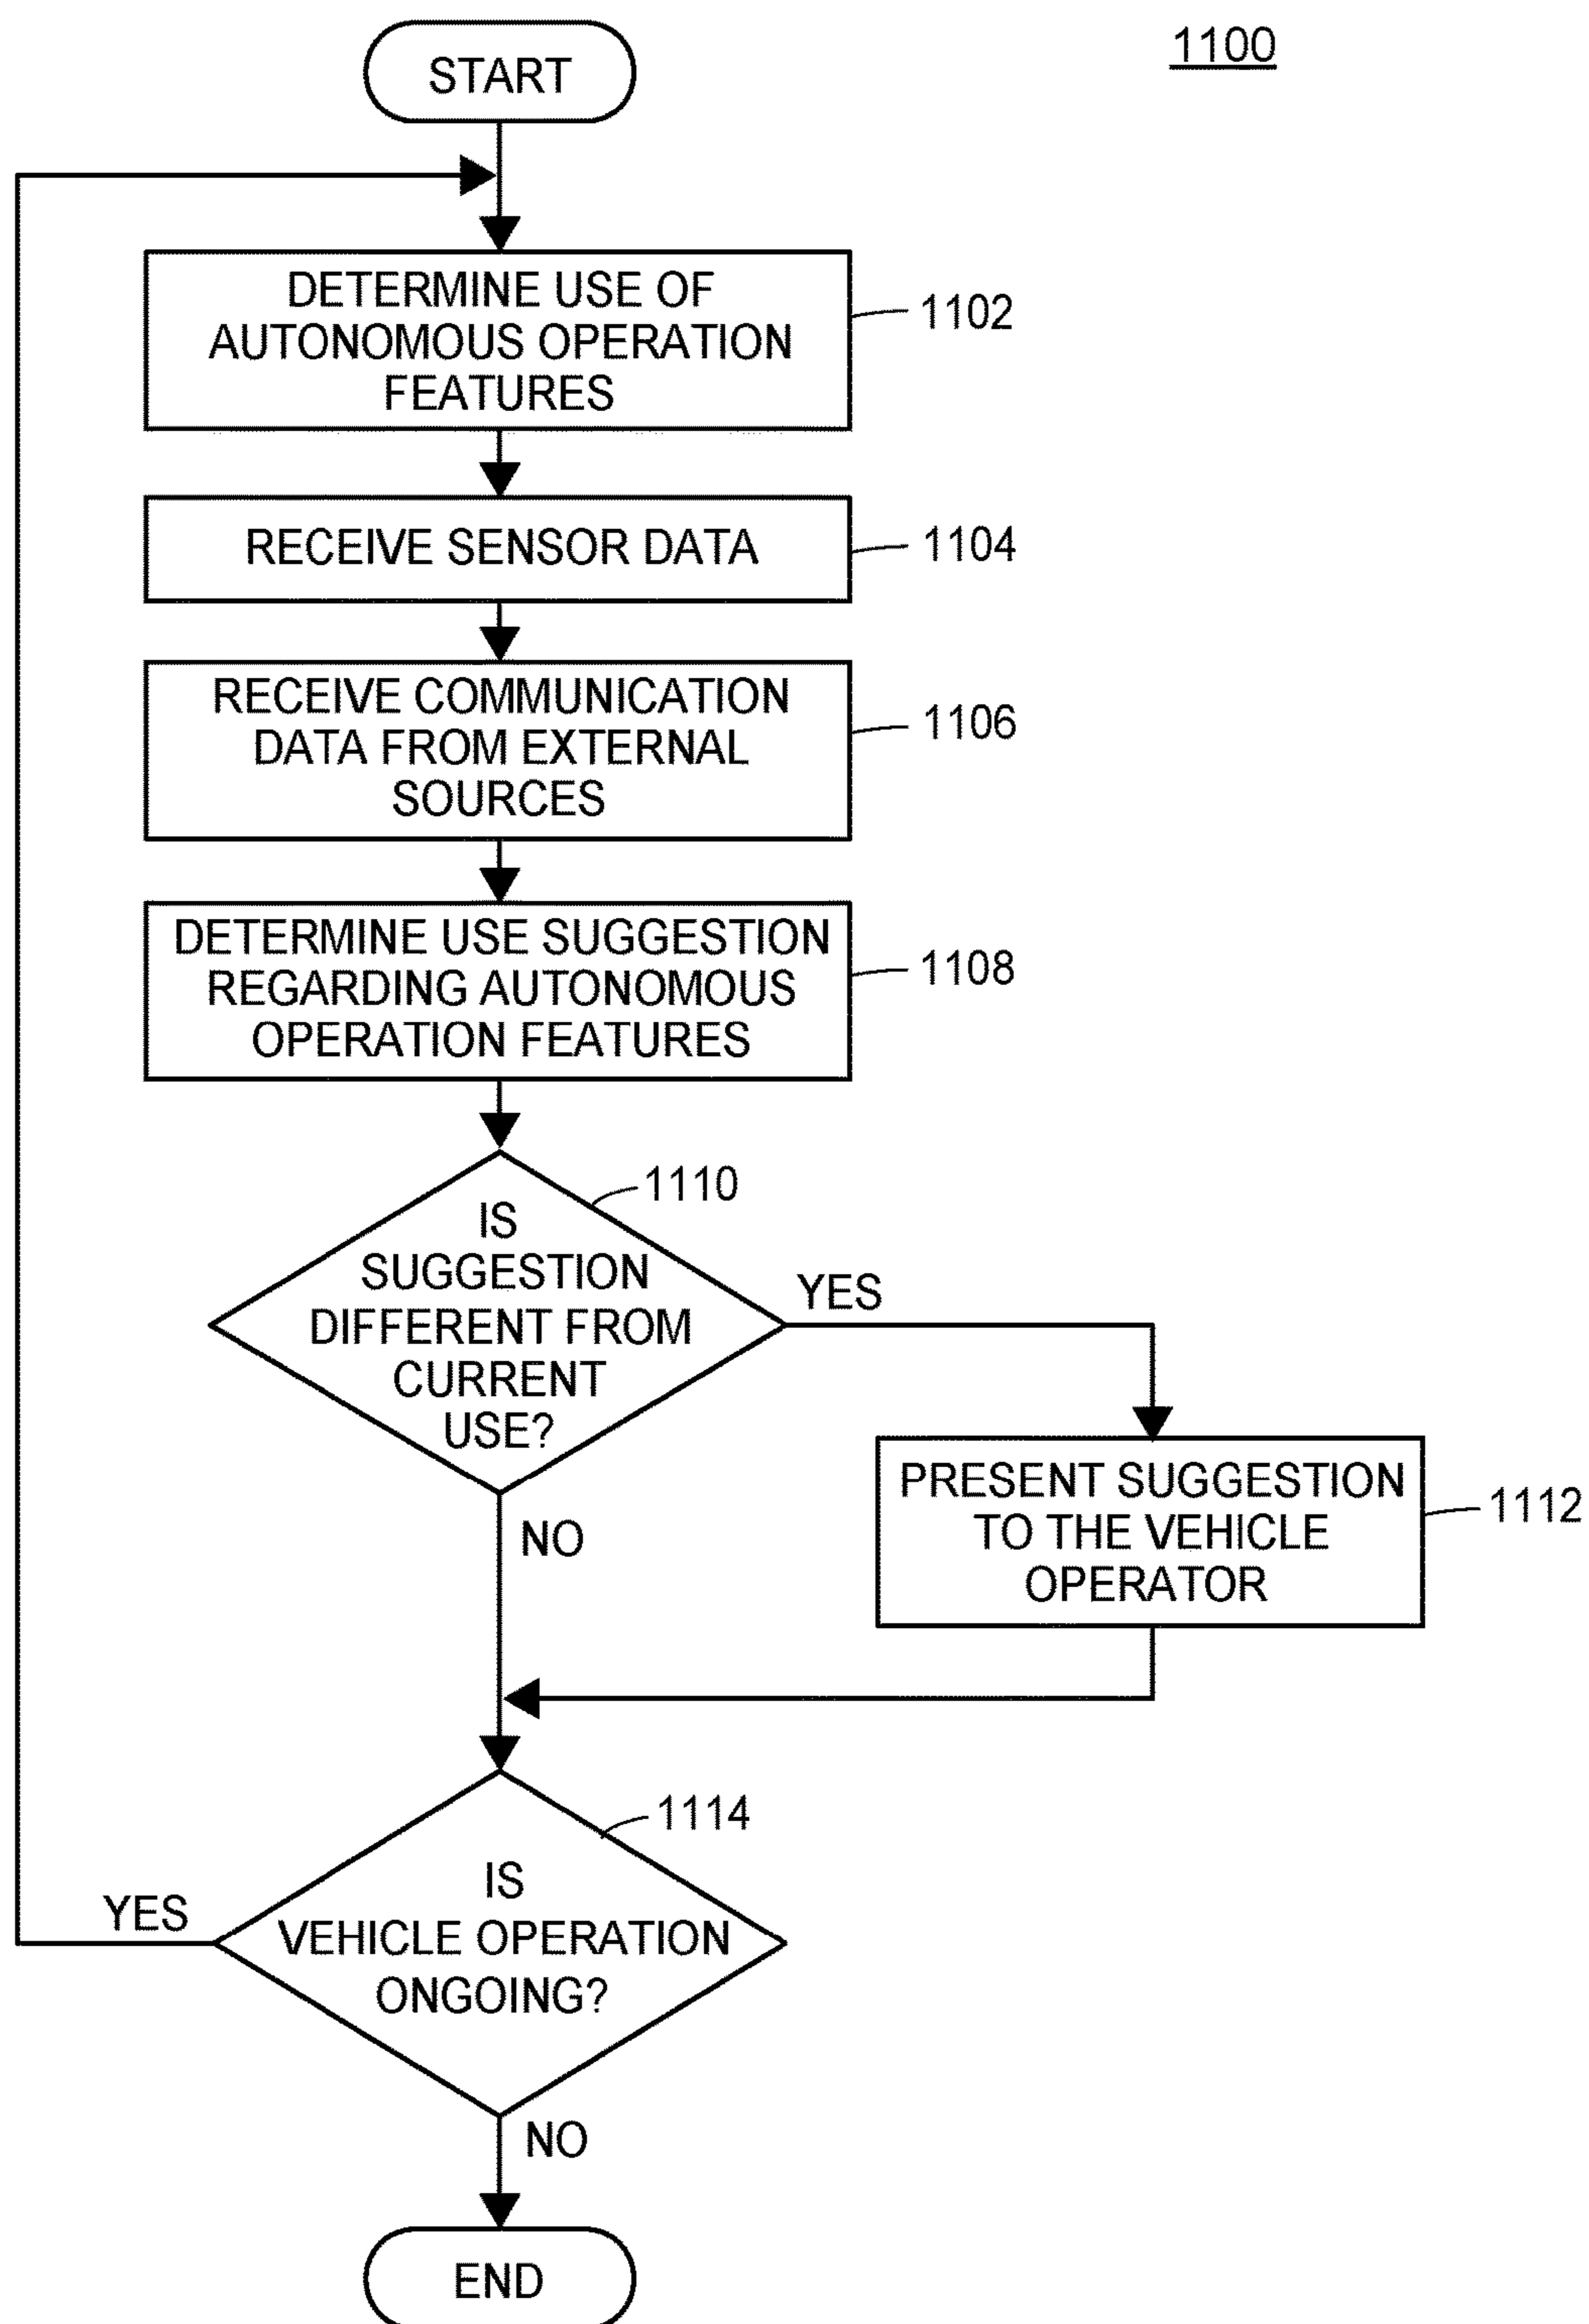 1100
START
DETERMINE USE OF
AUTONOMOUS OPERATION
FEATURES
1102
RECEIVE SENSOR DATA
1104
RECEIVE COMMUNICATION
DATA FROM EXTERNAL
SOURCES
1106
DETERMINE USE SUGGESTION
REGARDING AUTONOMOUS
OPERATION FEATURES
1108
1110
IS
SUGGESTION
DIFFERENT FROM
CURRENT
USE?
YES
NO
PRESENT SUGGESTION
TO THE VEHICLE
OPERATOR
1112
1114
IS
VEHICLE OPERATION
ONGOING?
YES
NO
END